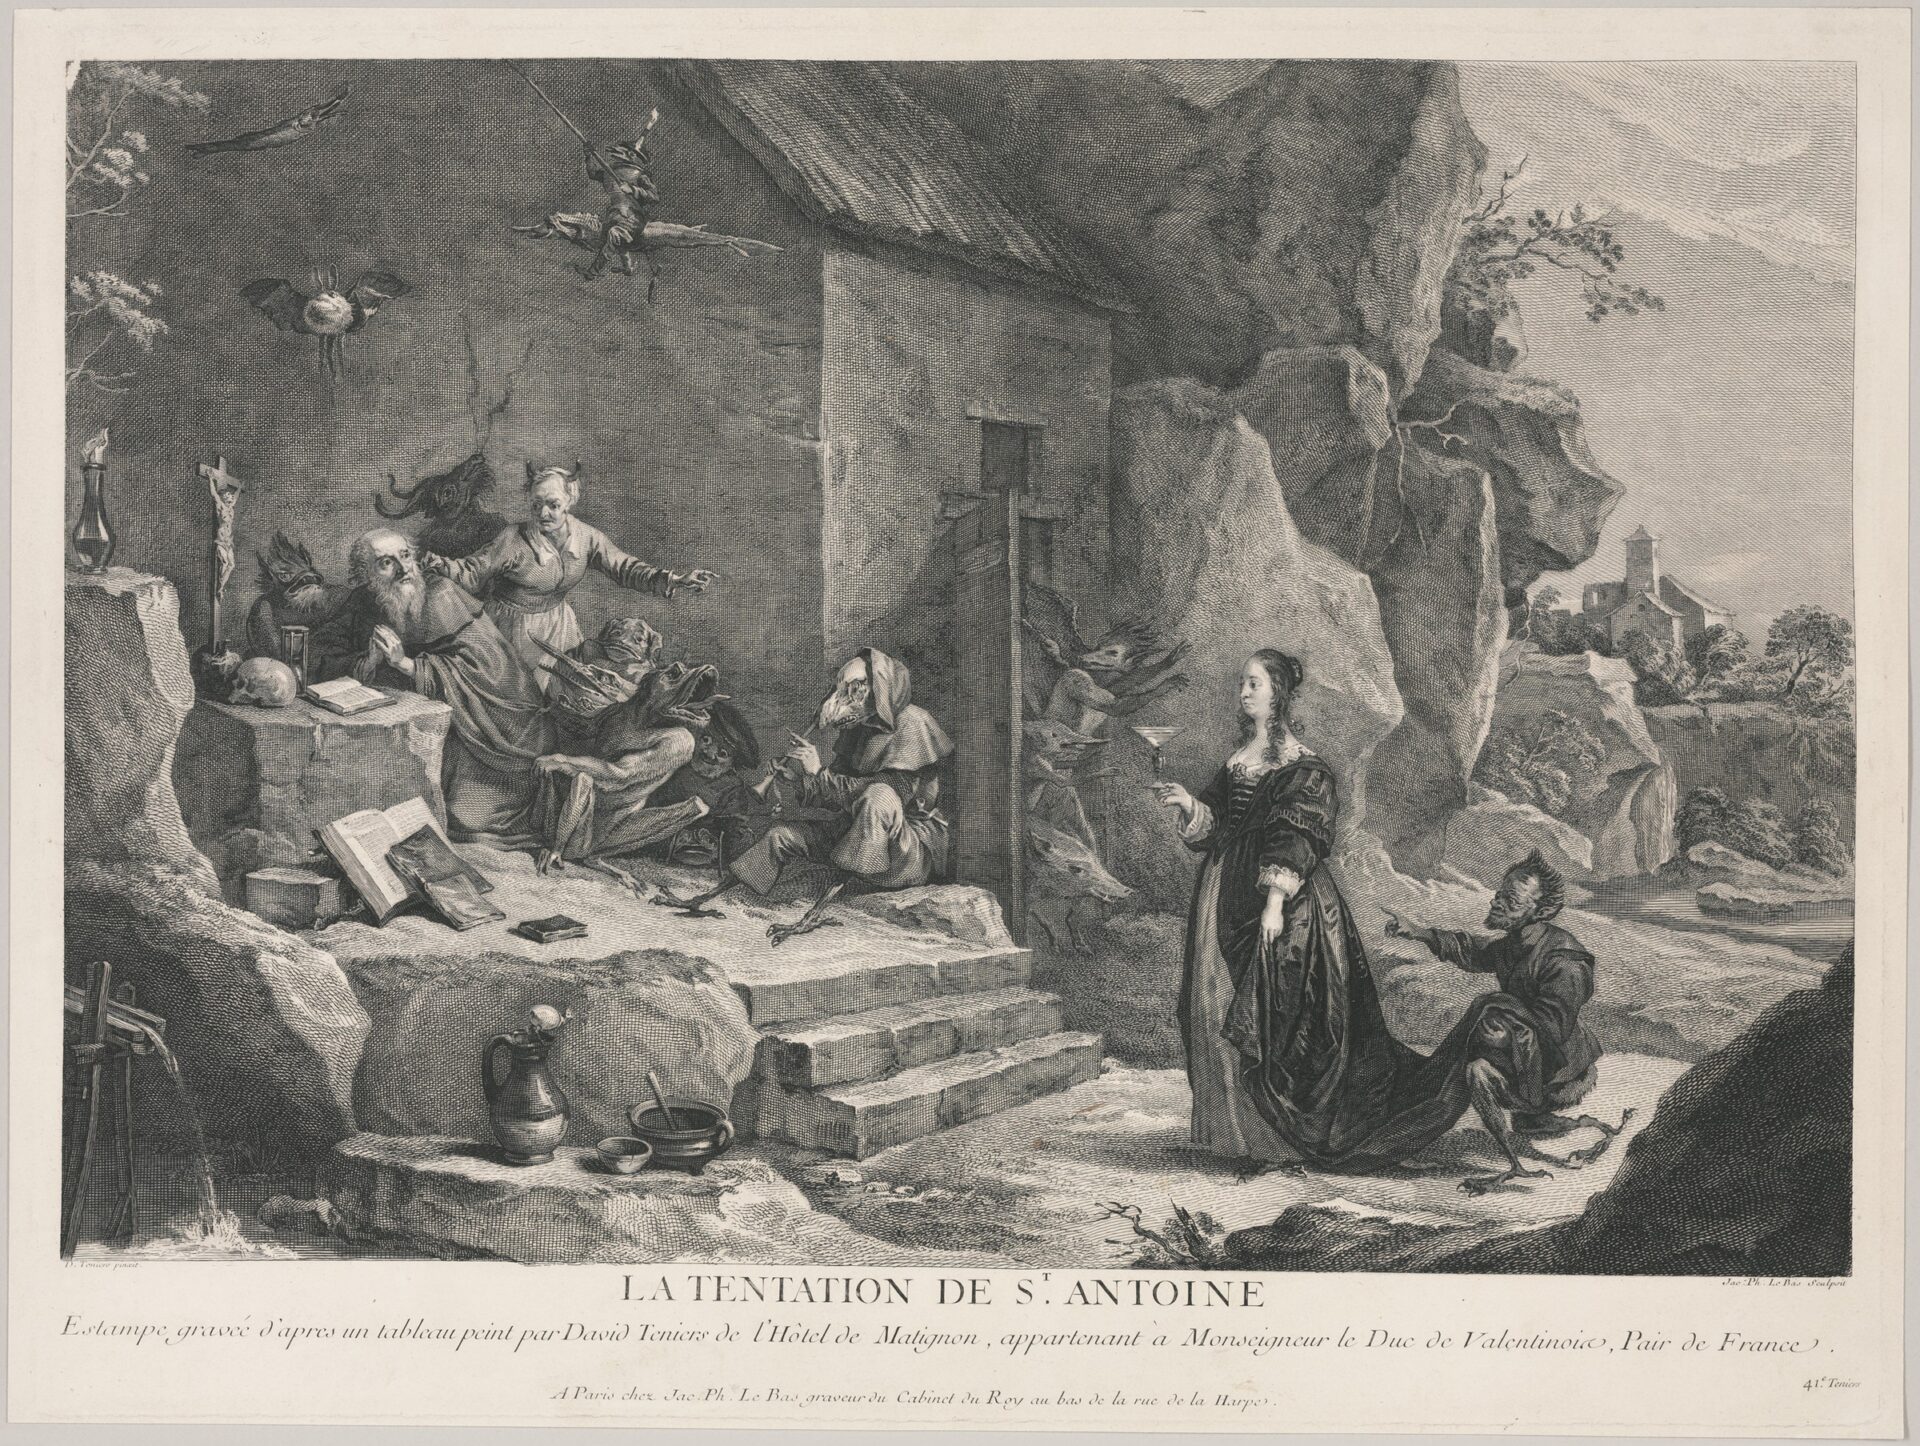 D. Teniers pinxit.
Jac. Ph. Le Bas Sculpsit
LA TENTATION DE S.T ANTOINE
Estampe gravée d'apres un tableau peint par David Teniers de l'Hôtel de Matignon, appartenant à Monseigneur le Duc de Valentinois, Pair de France.
41.e Teniers
A Paris chez Jac. Ph. Le Bas graveur du Cabinet du Roy au bas de la rue de la Harpe.